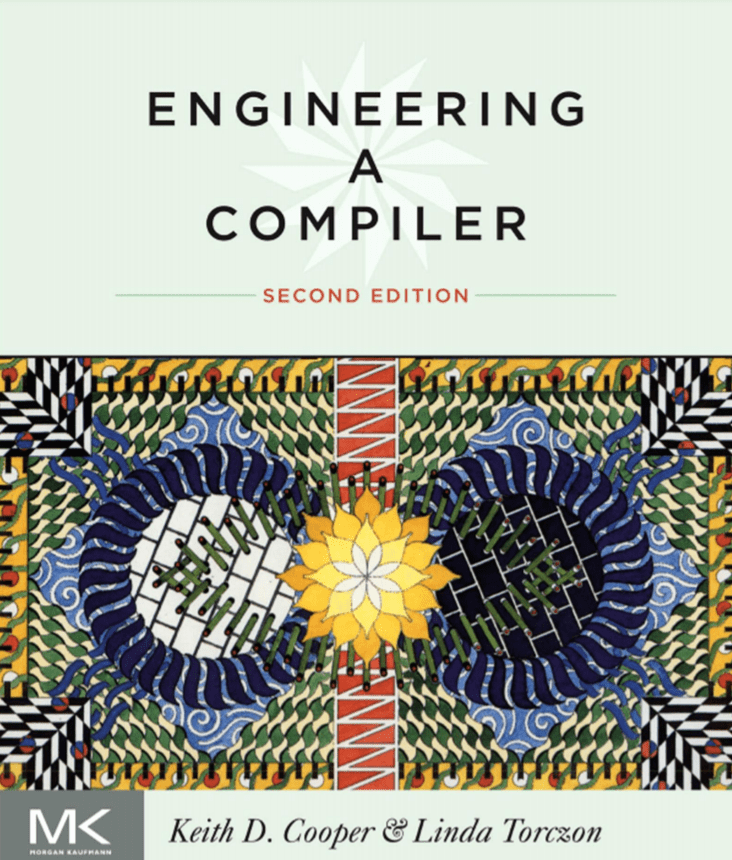 ENGINEERING
A
COMPILER
SECOND EDITION
MK
MORGAN KAUFMANN
Keith D. Cooper & Linda Torczon